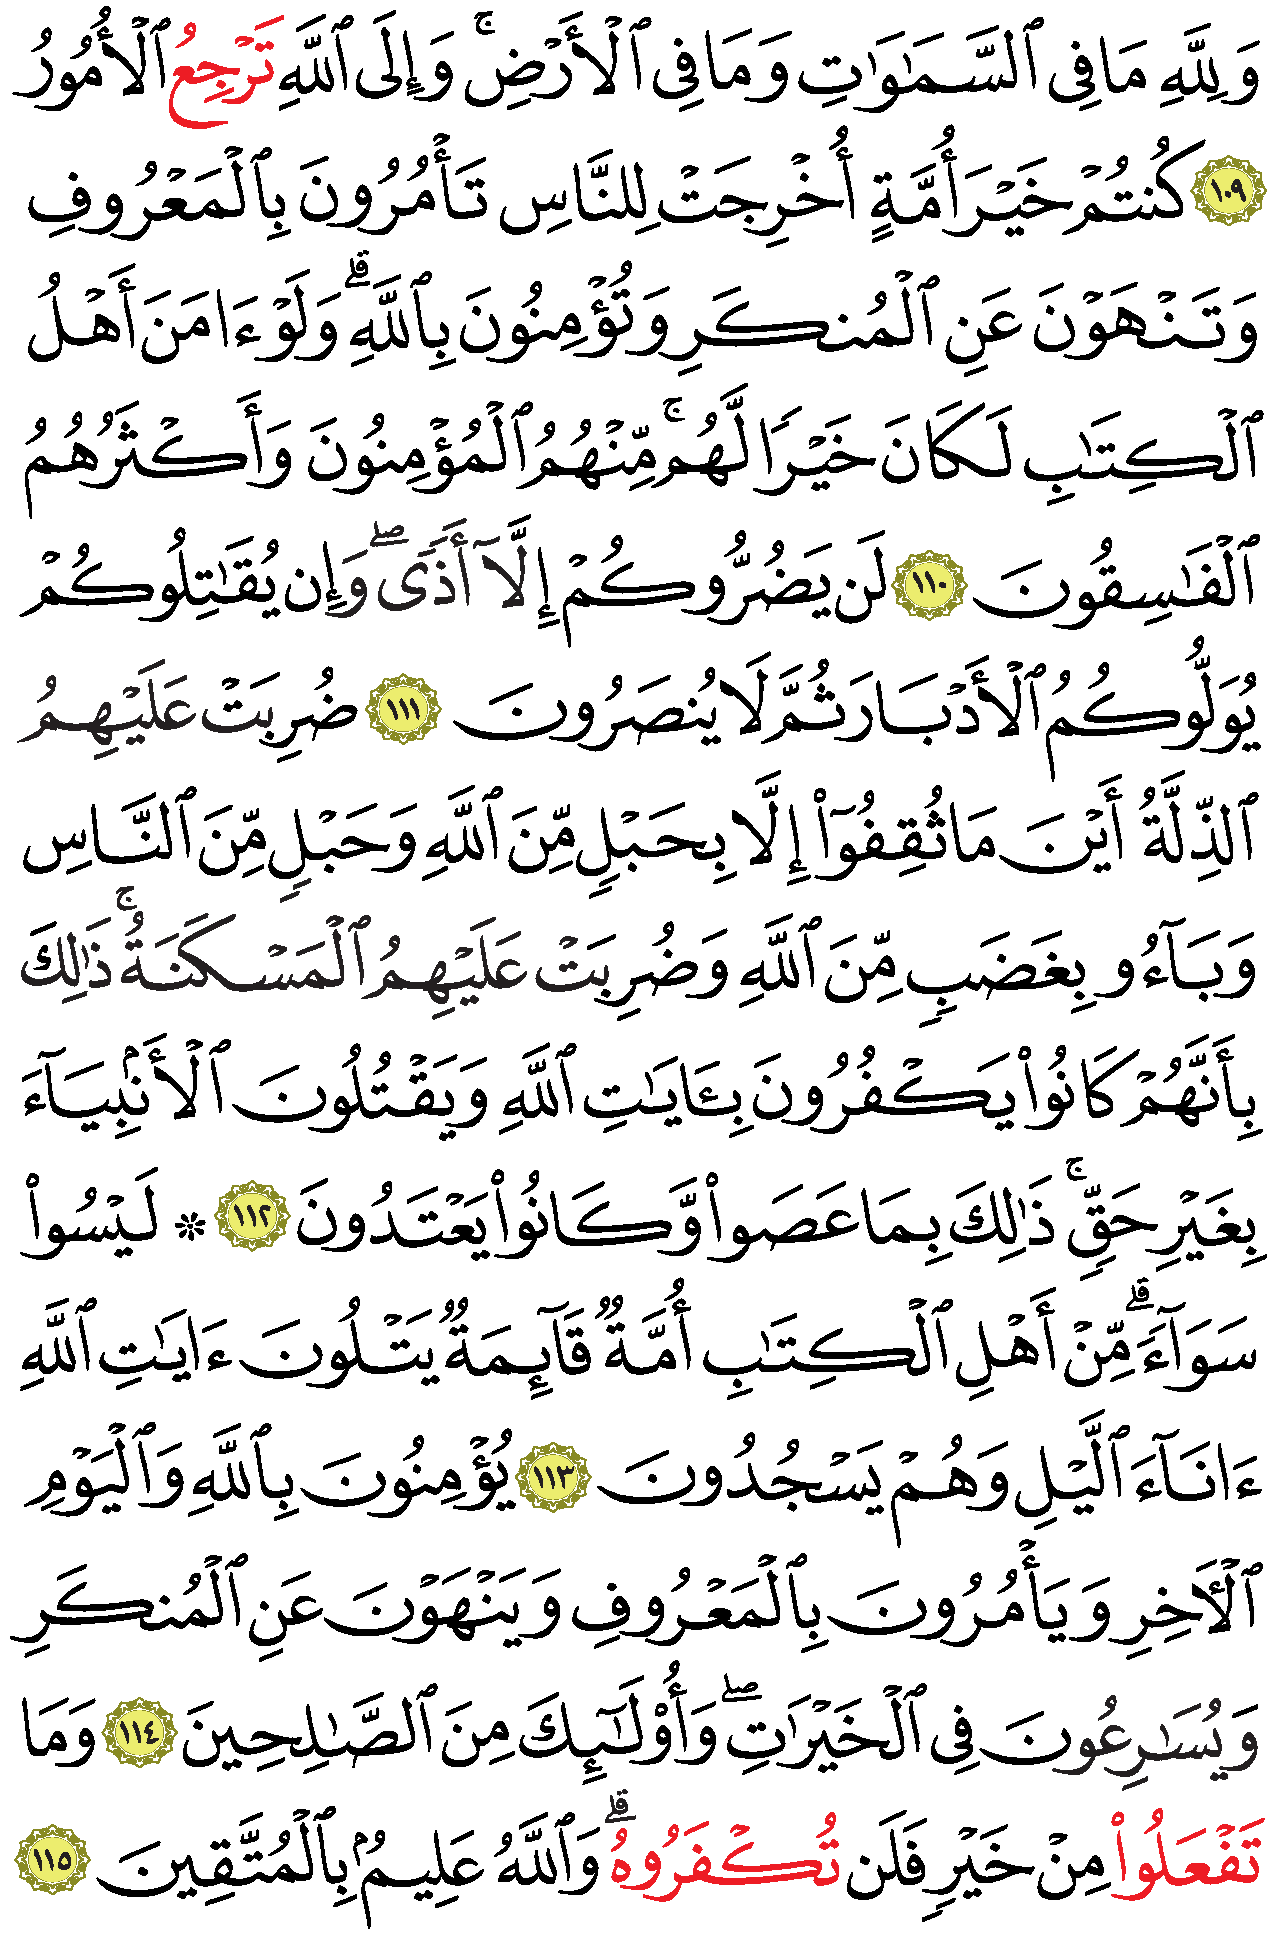 وَلِلَّهِ مَا فِي ٱلسَّمَٰوَٰتِ وَمَا فِي ٱلْأَرْضِۚ وَإِلَى ٱللَّهِ تَرْجِعُ ٱلْأُمُورُ
١٠٩ كُنتُمْ خَيْرَ أُمَّةٍ أُخْرِجَتْ لِلنَّاسِ تَأْمُرُونَ بِٱلْمَعْرُوفِ
وَتَنْهَوْنَ عَنِ ٱلْمُنكَرِ وَتُؤْمِنُونَ بِٱللَّهِۗ وَلَوْ ءَامَنَ أَهْلُ
ٱلْكِتَٰبِ لَكَانَ خَيْرًا لَّهُمۚ مِّنْهُمُ ٱلْمُؤْمِنُونَ وَأَكْثَرُهُمُ
ٱلْفَٰسِقُونَ ١١٠ لَن يَضُرُّوكُمْ إِلَّآ أَذًىۖ وَإِن يُقَٰتِلُوكُمْ
يُوَلُّوكُمُ ٱلْأَدْبَارَ ثُمَّ لَا يُنصَرُونَ ١١١ ضُرِبَتْ عَلَيْهِمُ
ٱلذِّلَّةُ أَيْنَ مَا ثُقِفُوٓا۟ إِلَّا بِحَبْلٍ مِّنَ ٱللَّهِ وَحَبْلٍ مِّنَ ٱلنَّاسِ
وَبَآءُو بِغَضَبٍ مِّنَ ٱللَّهِ وَضُرِبَتْ عَلَيْهِمُ ٱلْمَسْكَنَةُۚ ذَٰلِكَ
بِأَنَّهُمْ كَانُوا۟ يَكْفُرُونَ بِـَٔايَٰتِ ٱللَّهِ وَيَقْتُلُونَ ٱلْأَنۢبِيَآءَ
بِغَيْرِ حَقٍّۚ ذَٰلِكَ بِمَا عَصَوا۟ وَّكَانُوا۟ يَعْتَدُونَ ١١٢ ۞ لَيْسُوا۟
سَوَآءًۗ مِّنْ أَهْلِ ٱلْكِتَٰبِ أُمَّةٌ قَآئِمَةٌ يَتْلُونَ ءَايَٰتِ ٱللَّهِ
ءَانَآءَ ٱلَّيْلِ وَهُمْ يَسْجُدُونَ ١١٣ يُؤْمِنُونَ بِٱللَّهِ وَٱلْيَوْمِ
ٱلْـَٔاخِرِ وَيَأْمُرُونَ بِٱلْمَعْرُوفِ وَيَنْهَوْنَ عَنِ ٱلْمُنكَرِ
وَيُسَٰرِعُونَ فِي ٱلْخَيْرَٰتِۖ وَأُو۟لَٰٓئِكَ مِنَ ٱلصَّٰلِحِينَ ١١٤ وَمَا
تَفْعَلُوا۟ مِنْ خَيْرٍ فَلَن تُكْفَرُوهُۗ وَٱللَّهُ عَلِيمٌۢ بِٱلْمُتَّقِينَ ١١٥